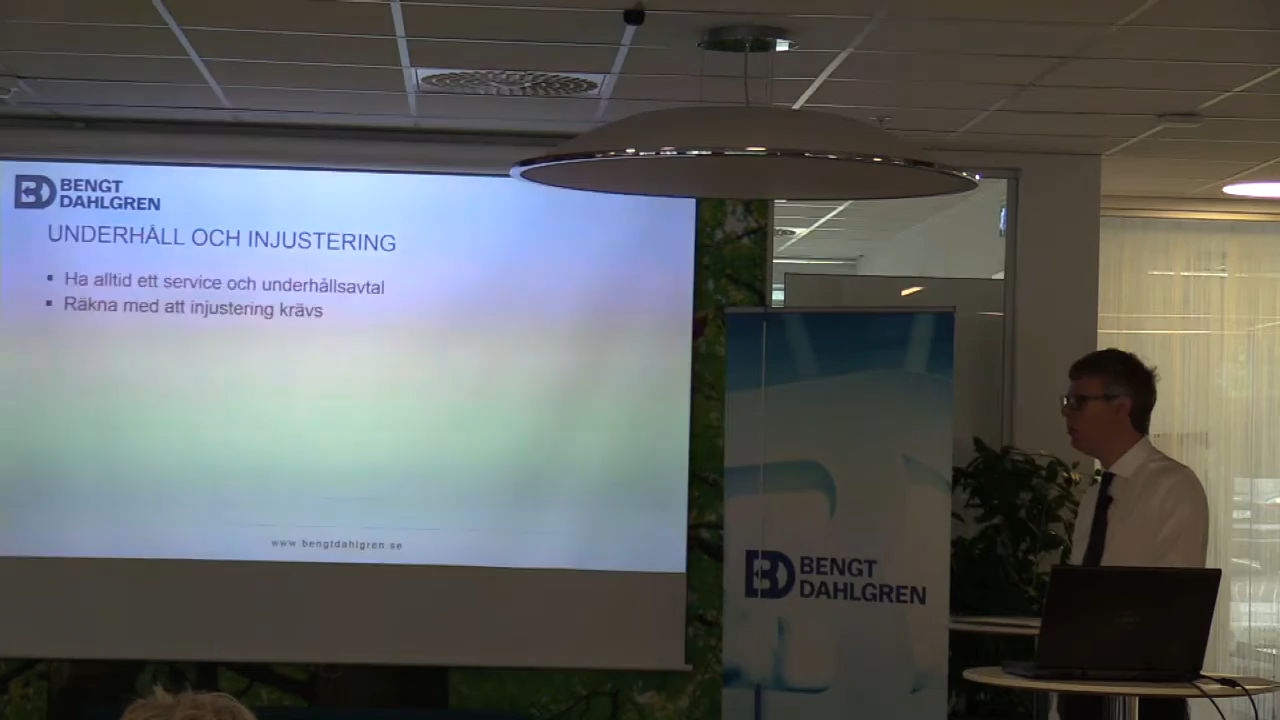 BENGT
DAHLGREN
UNDERHÅLL OCH INJUSTERING
Ha alltid ett service och underhållsavtal
Räkna med att injustering krävs
www.bengtdahlgren.se
BD BENGT
DAHLGREN